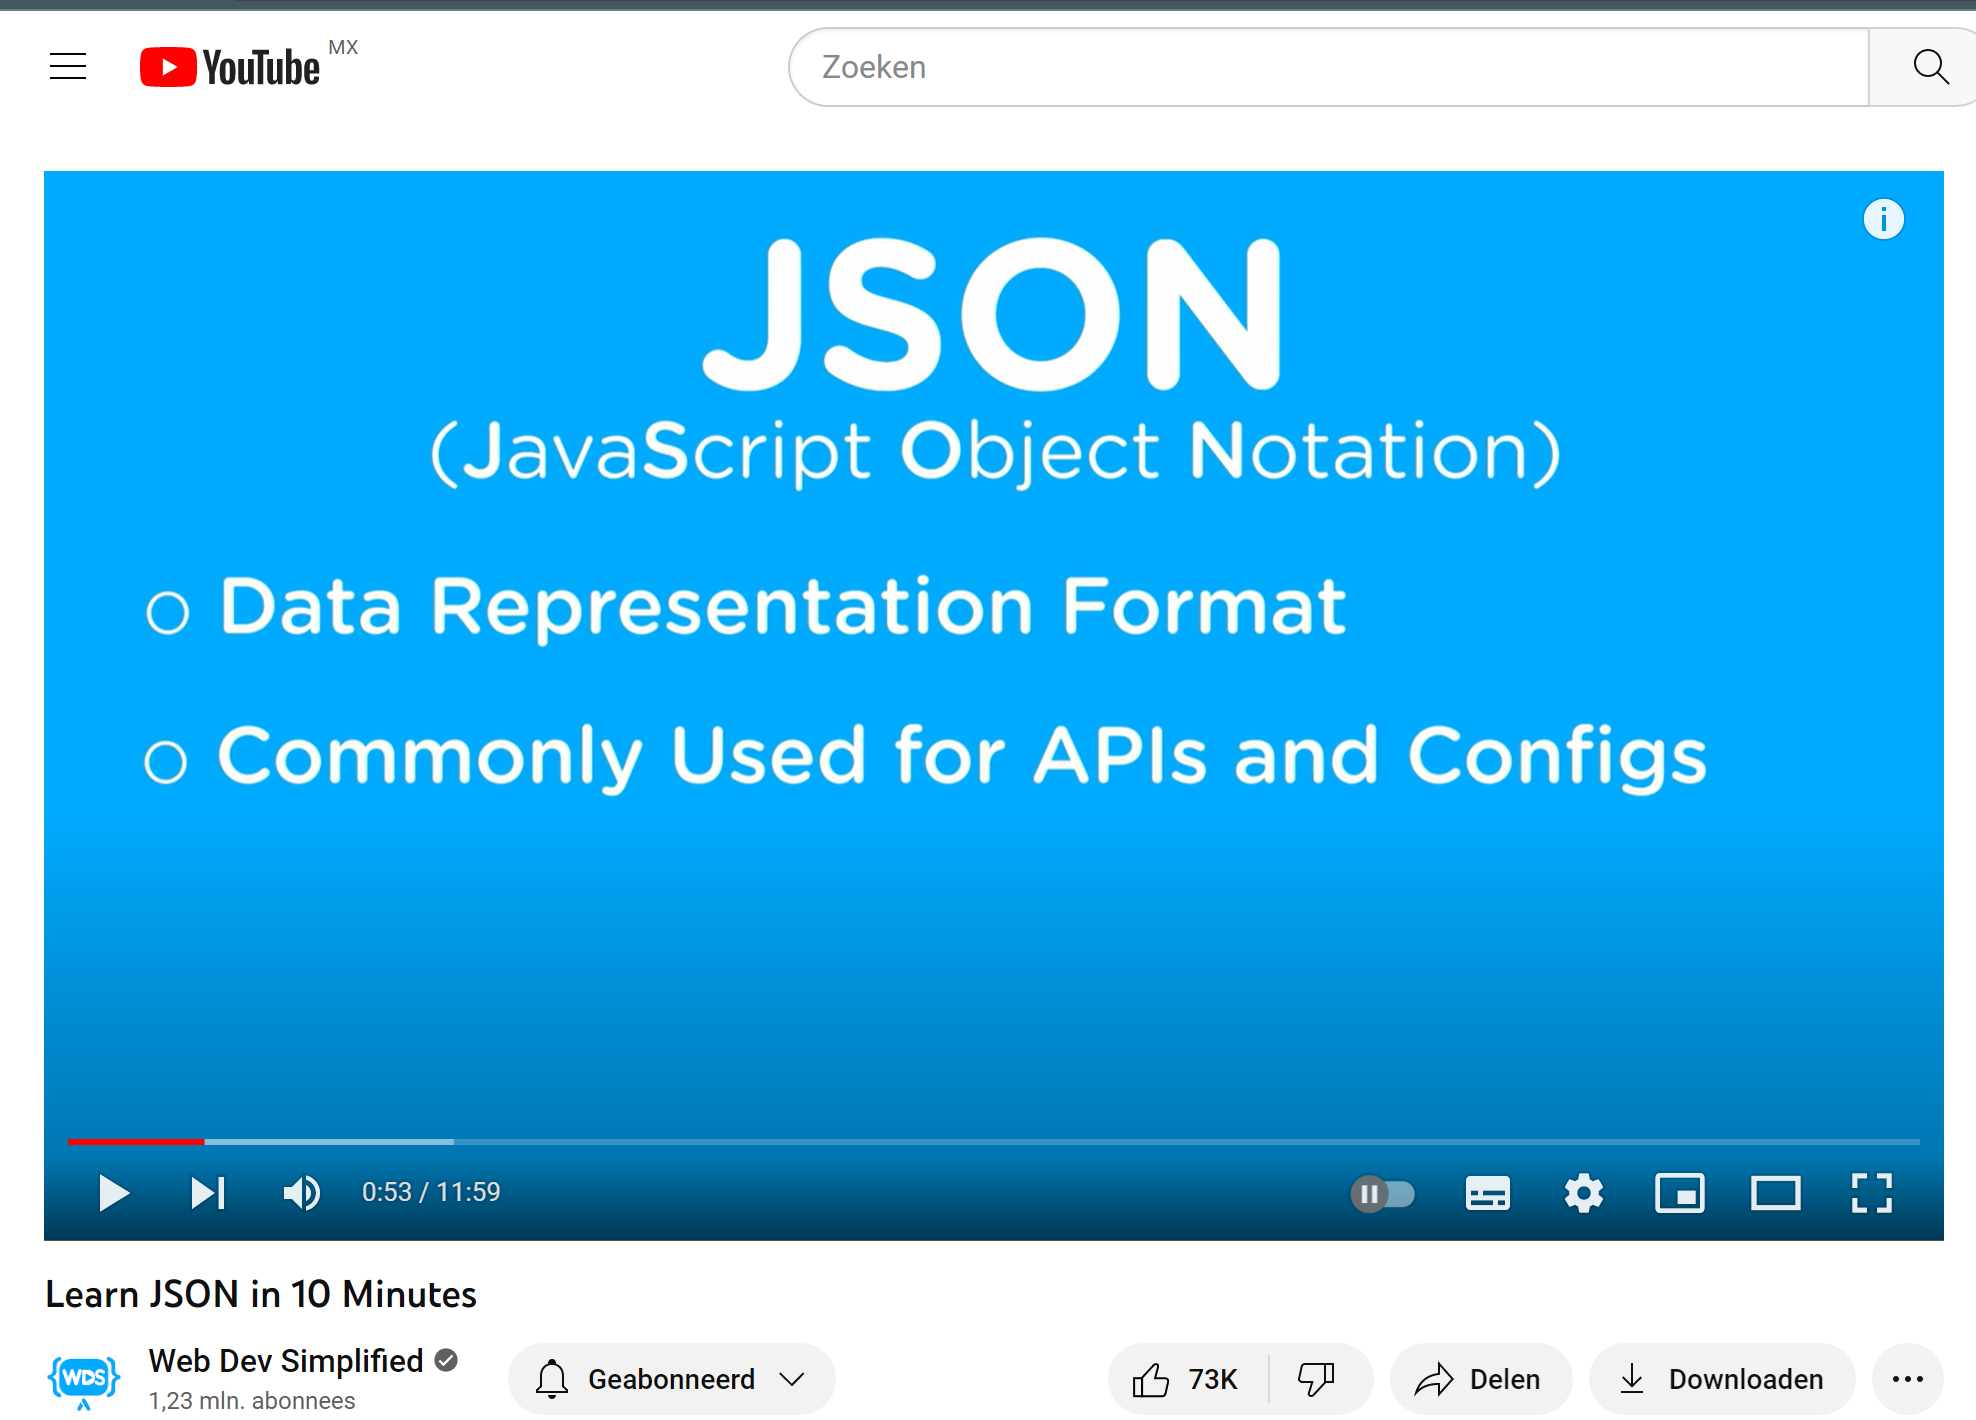 YouTube MX
Zoeken
JSON
(JavaScript Object Notation)
Data Representation Format
Commonly Used for APIs and Configs
0:53 / 11:59
Learn JSON in 10 Minutes
WDS
Web Dev Simplified
1,23 mln. abonnees
Geabonneerd
73K
Delen
Downloaden